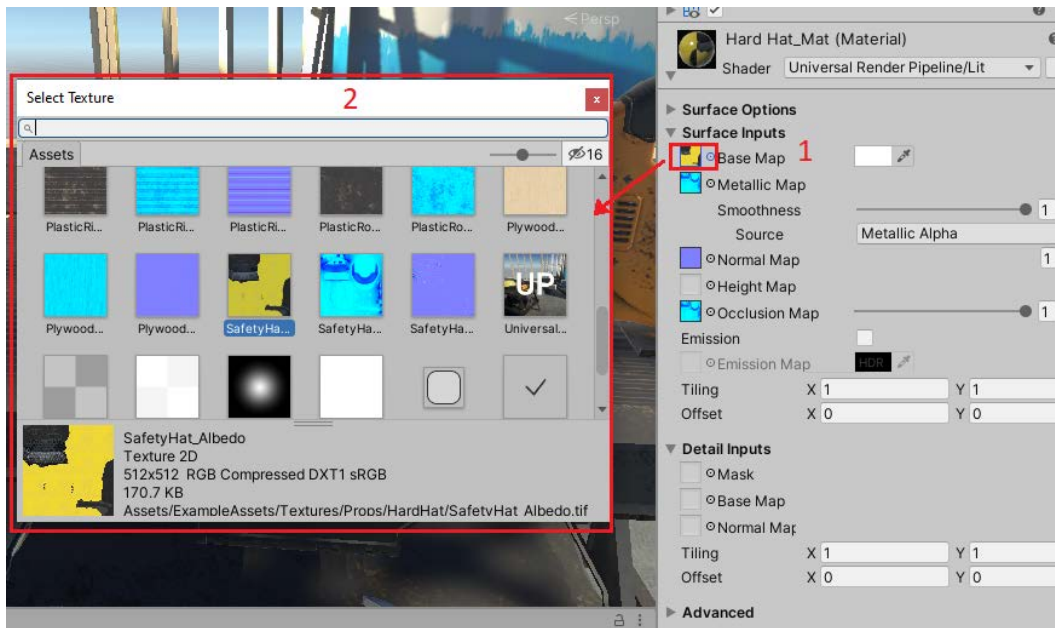 Persp
Select Texture
2
Assets
16
PlasticRi...
PlasticRi...
PlasticRi...
PlasticRo...
PlasticRo...
Plywood...
UP
Plywood...
Plywood...
SafetyHa...
SafetyHa...
SafetyHa...
Universal...
SafetyHat_Albedo
Texture 2D
512x512 RGB Compressed DXT1 sRGB
170.7 KB
Assets/ExampleAssets/Textures/Props/HardHat/SafetyHat_Albedo.tif
Hard Hat_Mat (Material)
Shader Universal Render Pipeline/Lit
Surface Options
Surface Inputs
Base Map 1
Metallic Map
Smoothness 1
Source Metallic Alpha
Normal Map 1
Height Map
Occlusion Map 1
Emission
Emission Map HDR
Tiling X 1 Y 1
Offset X 0 Y 0
Detail Inputs
Mask
Base Map
Normal Map
Tiling X 1 Y 1
Offset X 0 Y 0
Advanced